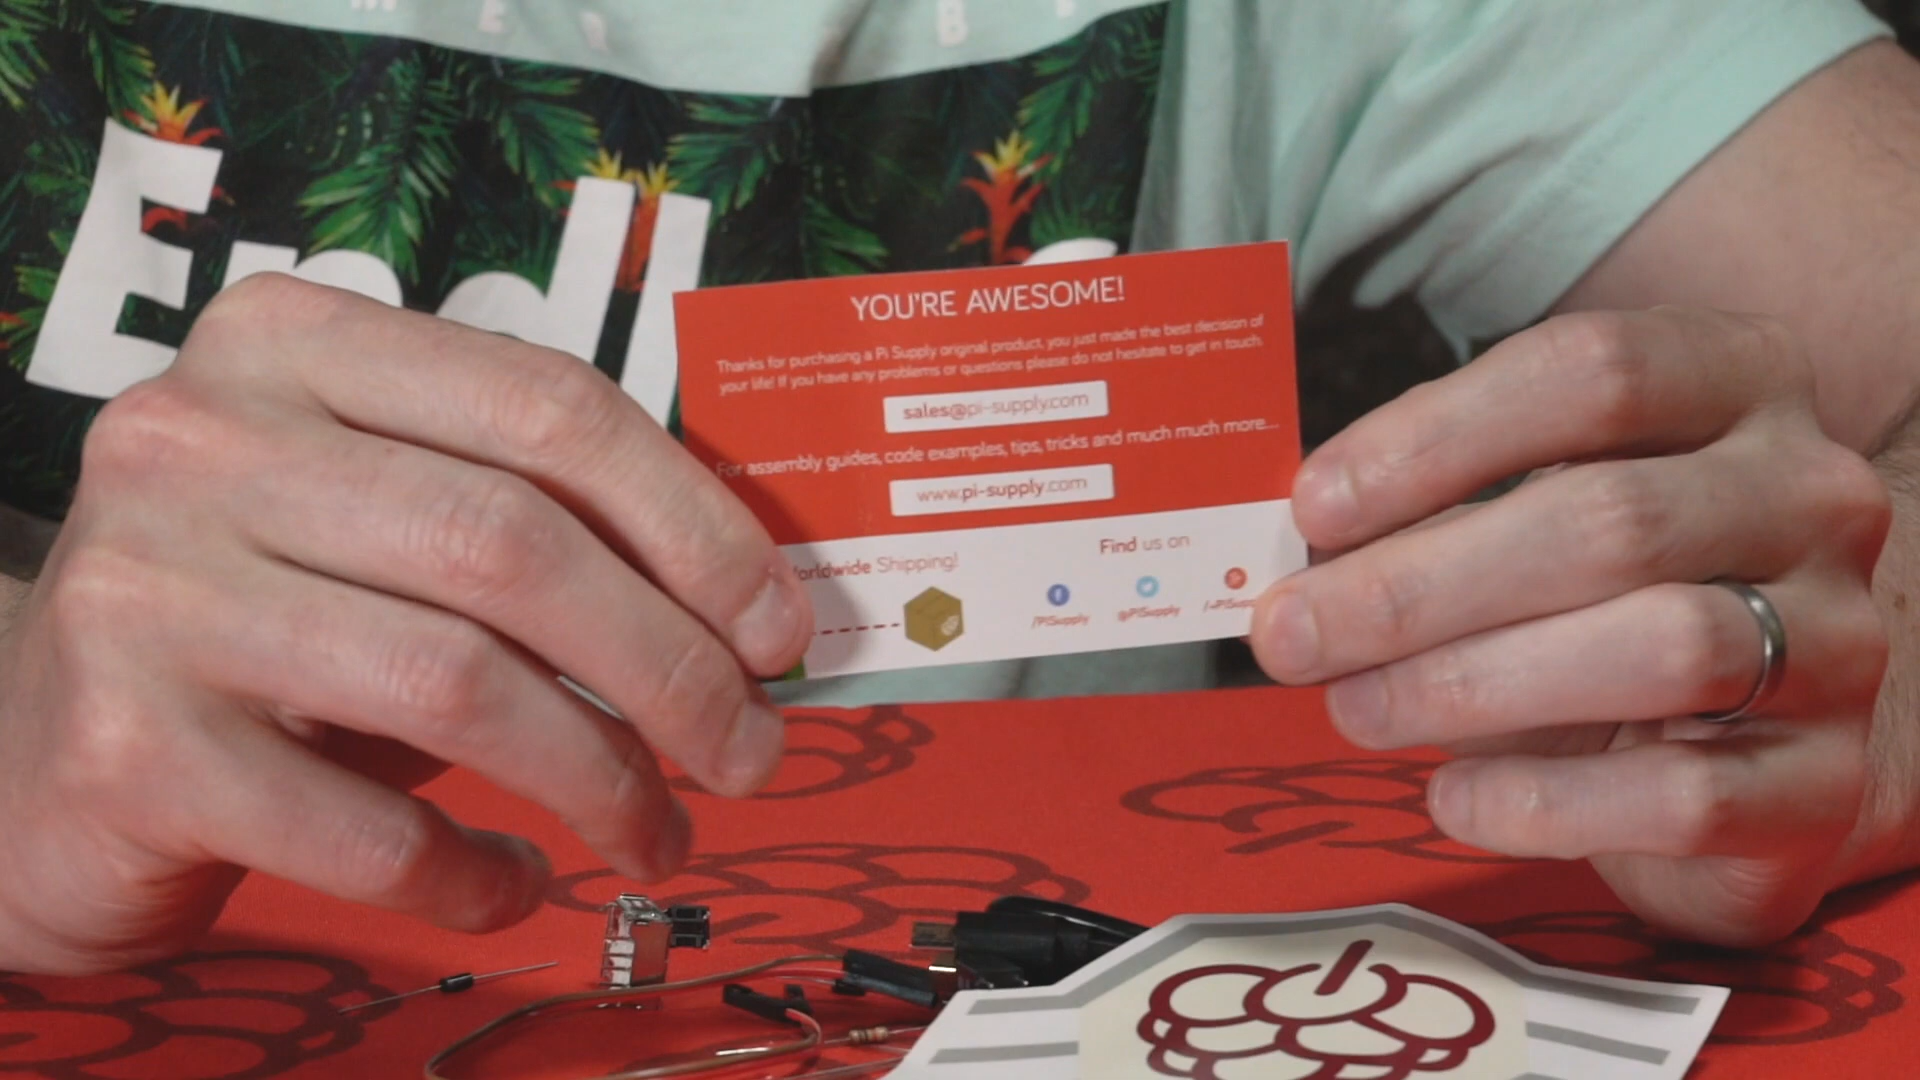 YOU'RE AWESOME!
Thanks for purchasing a Pi Supply original product, you just made the best decision of
your life! If you have any problems or questions please do not hesitate to get in touch.
sales@pi-supply.com
For assembly guides, code examples, tips, tricks and much much more...
www.pi-supply.com
orldwide Shipping!
Find us on
/PiSupply
@PiSupply
/+PiSupp
Endl